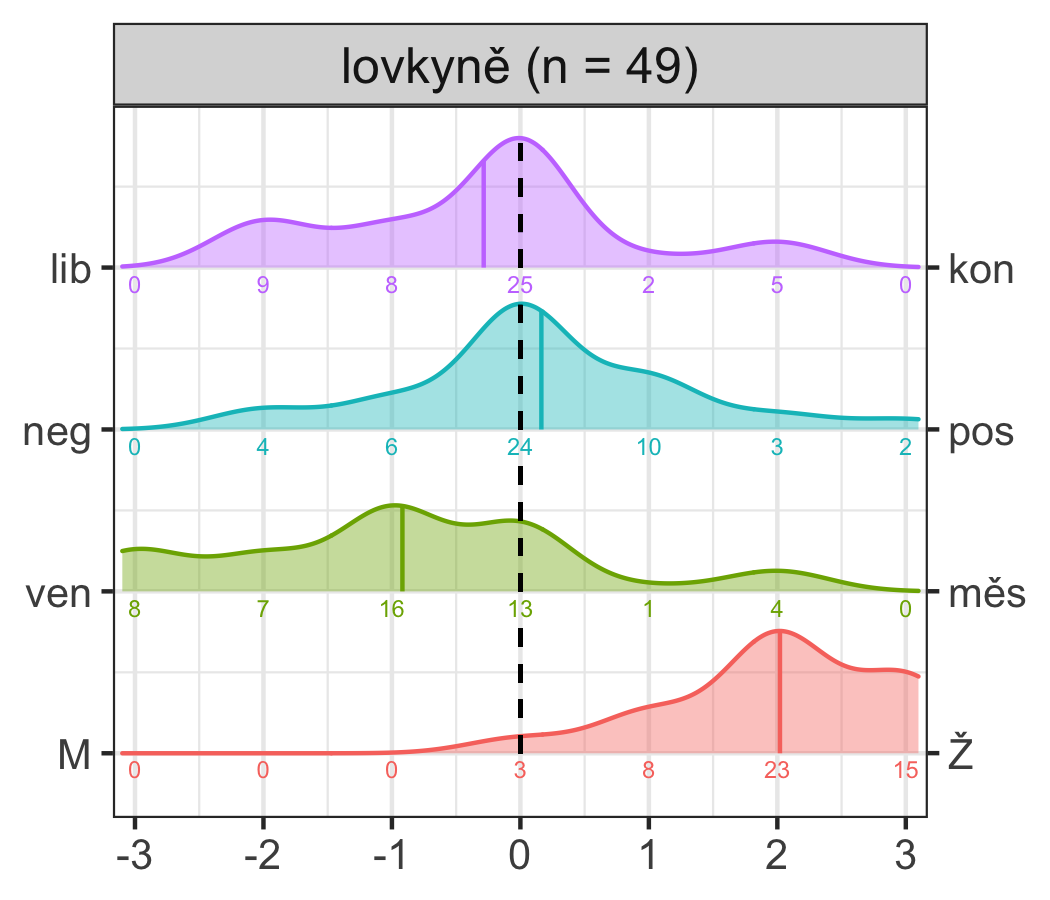 lovkyně (n = 49)
lib kon
0 9 8 25 2 5 0
neg pos
0 4 6 24 10 3 2
ven měs
8 7 16 13 1 4 0
M Ž
0 0 0 3 8 23 15
-3 -2 -1 0 1 2 3